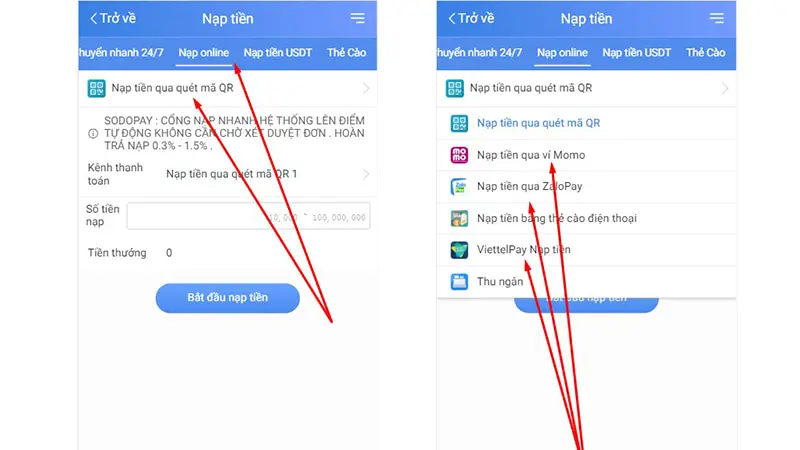 Trở về
Nạp tiền
huyển nhanh 24/7 Nạp online Nạp tiền USDT Thẻ Cào
Nạp tiền qua quét mã QR
SODOPAY : CỔNG NẠP NHANH HỆ THỐNG LÊN ĐIỂM
TỰ ĐỘNG KHÔNG CẦN CHỜ XÉT DUYỆT ĐƠN . HOÀN
TRẢ NẠP 0.3% - 1.5% .
Kênh thanh
toán
Nạp tiền qua quét mã QR 1
Số tiền
nạp
10,000 ~ 100,000,000
Tiền thưởng 0
Bắt đầu nạp tiền
Trở về
Nạp tiền
huyển nhanh 24/7 Nạp online Nạp tiền USDT Thẻ Cào
Nạp tiền qua quét mã QR
Nạp tiền qua quét mã QR
mo
mo
Nạp tiền qua ví Momo
Zalo
Pay
Nạp tiền qua ZaloPay
Nạp tiền bằng thẻ cào điện thoại
ViettelPay Nạp tiền
Thu ngân
Bắt đầu nạp tiền